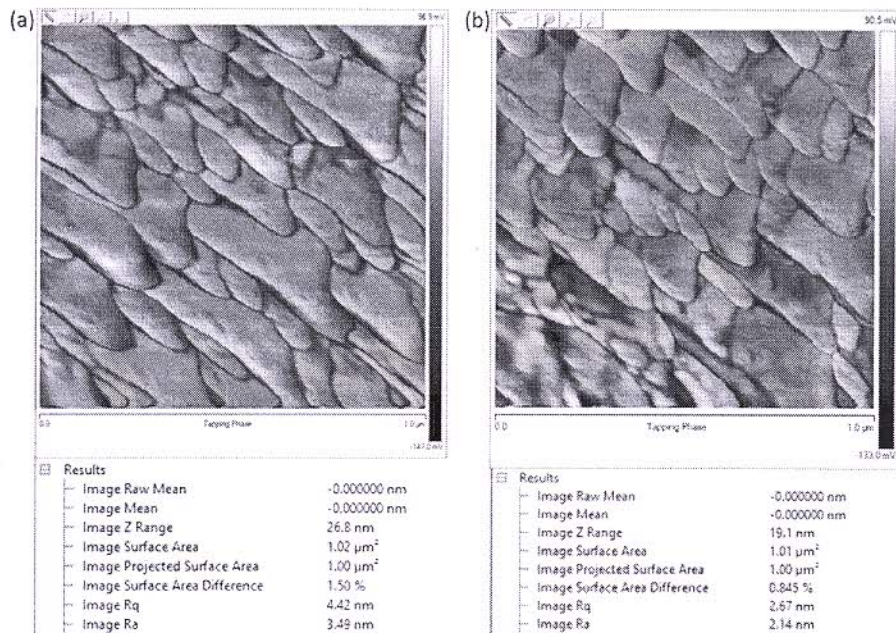 (a)
(b)
90.5 mV
0.0
Tapping Phase
1.0 µm
0.0
Tapping Phase
1.0 µm
-133.0 mV
Results
Image Raw Mean -0.000000 nm
Image Mean -0.000000 nm
Image Z Range 26.8 nm
Image Surface Area 1.02 µm²
Image Projected Surface Area 1.00 µm²
Image Surface Area Difference 1.50 %
Image Rq 4.42 nm
Image Ra 3.49 nm
Results
Image Raw Mean -0.000000 nm
Image Mean -0.000000 nm
Image Z Range 19.1 nm
Image Surface Area 1.01 µm²
Image Projected Surface Area 1.00 µm²
Image Surface Area Difference 0.845 %
Image Rq 2.67 nm
Image Ra 2.14 nm